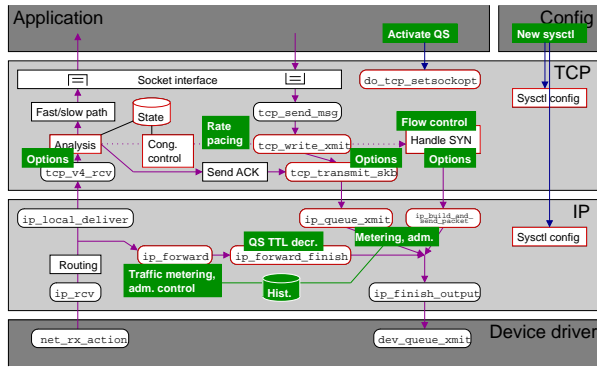 Application
Config
Activate QS
New sysctl
TCP
Socket interface
do_tcp_setsockopt
Sysctl config
Fast/slow path
State
tcp_send_msg
Rate
pacing
Flow control
Analysis
Cong.
control
tcp_write_xmit
Handle SYN
Options
Options
Options
tcp_v4_rcv
Send ACK
tcp_transmit_skb
IP
ip_local_deliver
ip_queue_xmit
ip_build_and_
send_packet
QS TTL decr.
Metering, adm.
Sysctl config
Routing
ip_forward
ip_forward_finish
Traffic metering,
adm. control
Hist.
ip_rcv
ip_finish_output
Device driver
net_rx_action
dev_queue_xmit